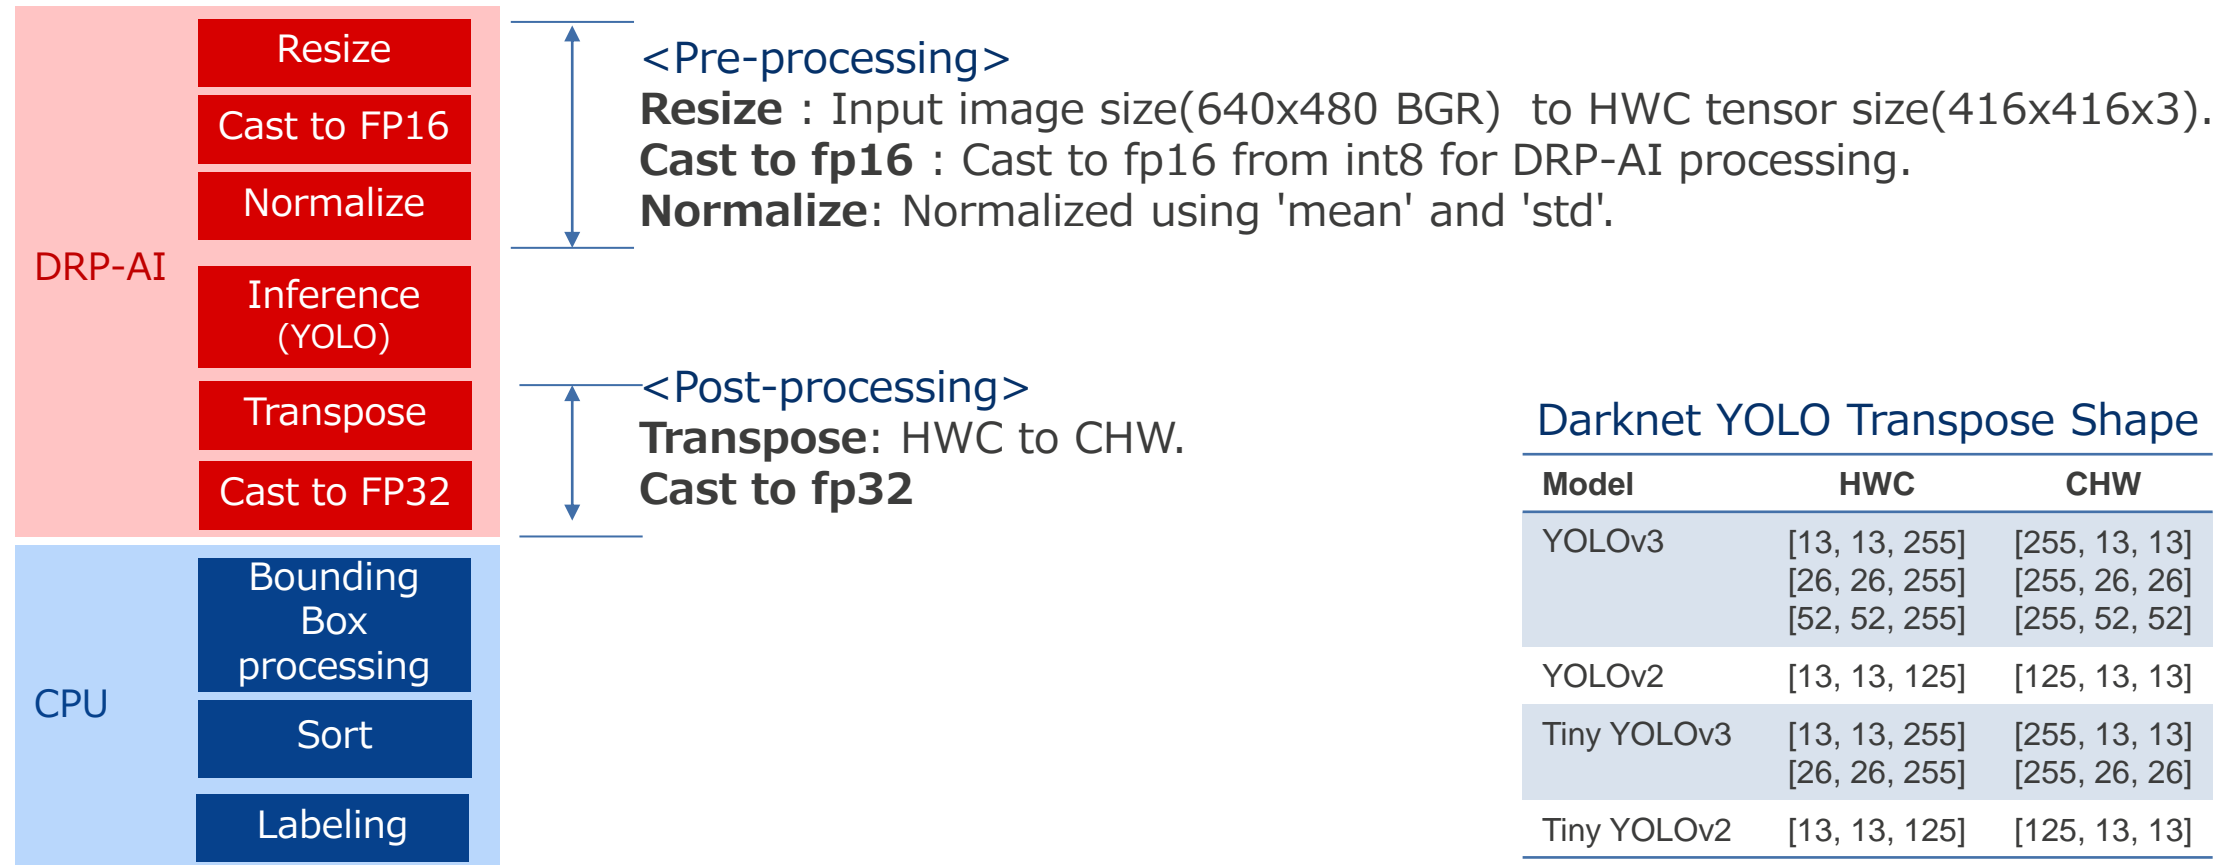 DRP-AI
Resize
Cast to FP16
Normalize
Inference
(YOLO)
Transpose
Cast to FP32
CPU
Bounding
Box
processing
Sort
Labeling
<Pre-processing>
Resize : Input image size(640x480 BGR)  to HWC tensor size(416x416x3).
Cast to fp16 : Cast to fp16 from int8 for DRP-AI processing.
Normalize: Normalized using 'mean' and 'std'.
<Post-processing>
Transpose: HWC to CHW.
Cast to fp32
Darknet YOLO Transpose Shape
Model HWC CHW
YOLOv3 [13, 13, 255] [255, 13, 13]
[26, 26, 255] [255, 26, 26]
[52, 52, 255] [255, 52, 52]
YOLOv2 [13, 13, 125] [125, 13, 13]
Tiny YOLOv3 [13, 13, 255] [255, 13, 13]
[26, 26, 255] [255, 26, 26]
Tiny YOLOv2 [13, 13, 125] [125, 13, 13]